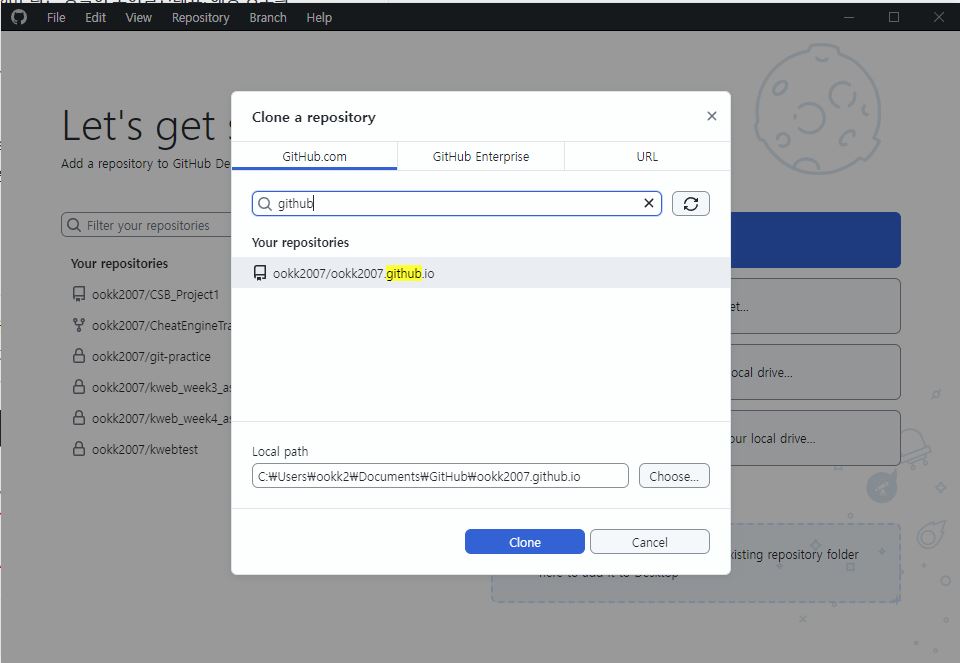 File Edit View Repository Branch Help
Let's get s
Add a repository to GitHub De
Filter your repositories
Your repositories
ookk2007/CSB_Project1
ookk2007/CheatEngineTra
ookk2007/git-practice
ookk2007/kweb_week3_as
ookk2007/kweb_week4_as
ookk2007/kwebtest
Clone a repository
GitHub.com GitHub Enterprise URL
github
Your repositories
ookk2007/ookk2007.github.io
Local path
C:₩Users₩ookk2₩Documents₩GitHub₩ookk2007.github.io
Choose...
Clone Cancel
et...
ocal drive...
our local drive...
xisting repository folder
here to add it to Desktop